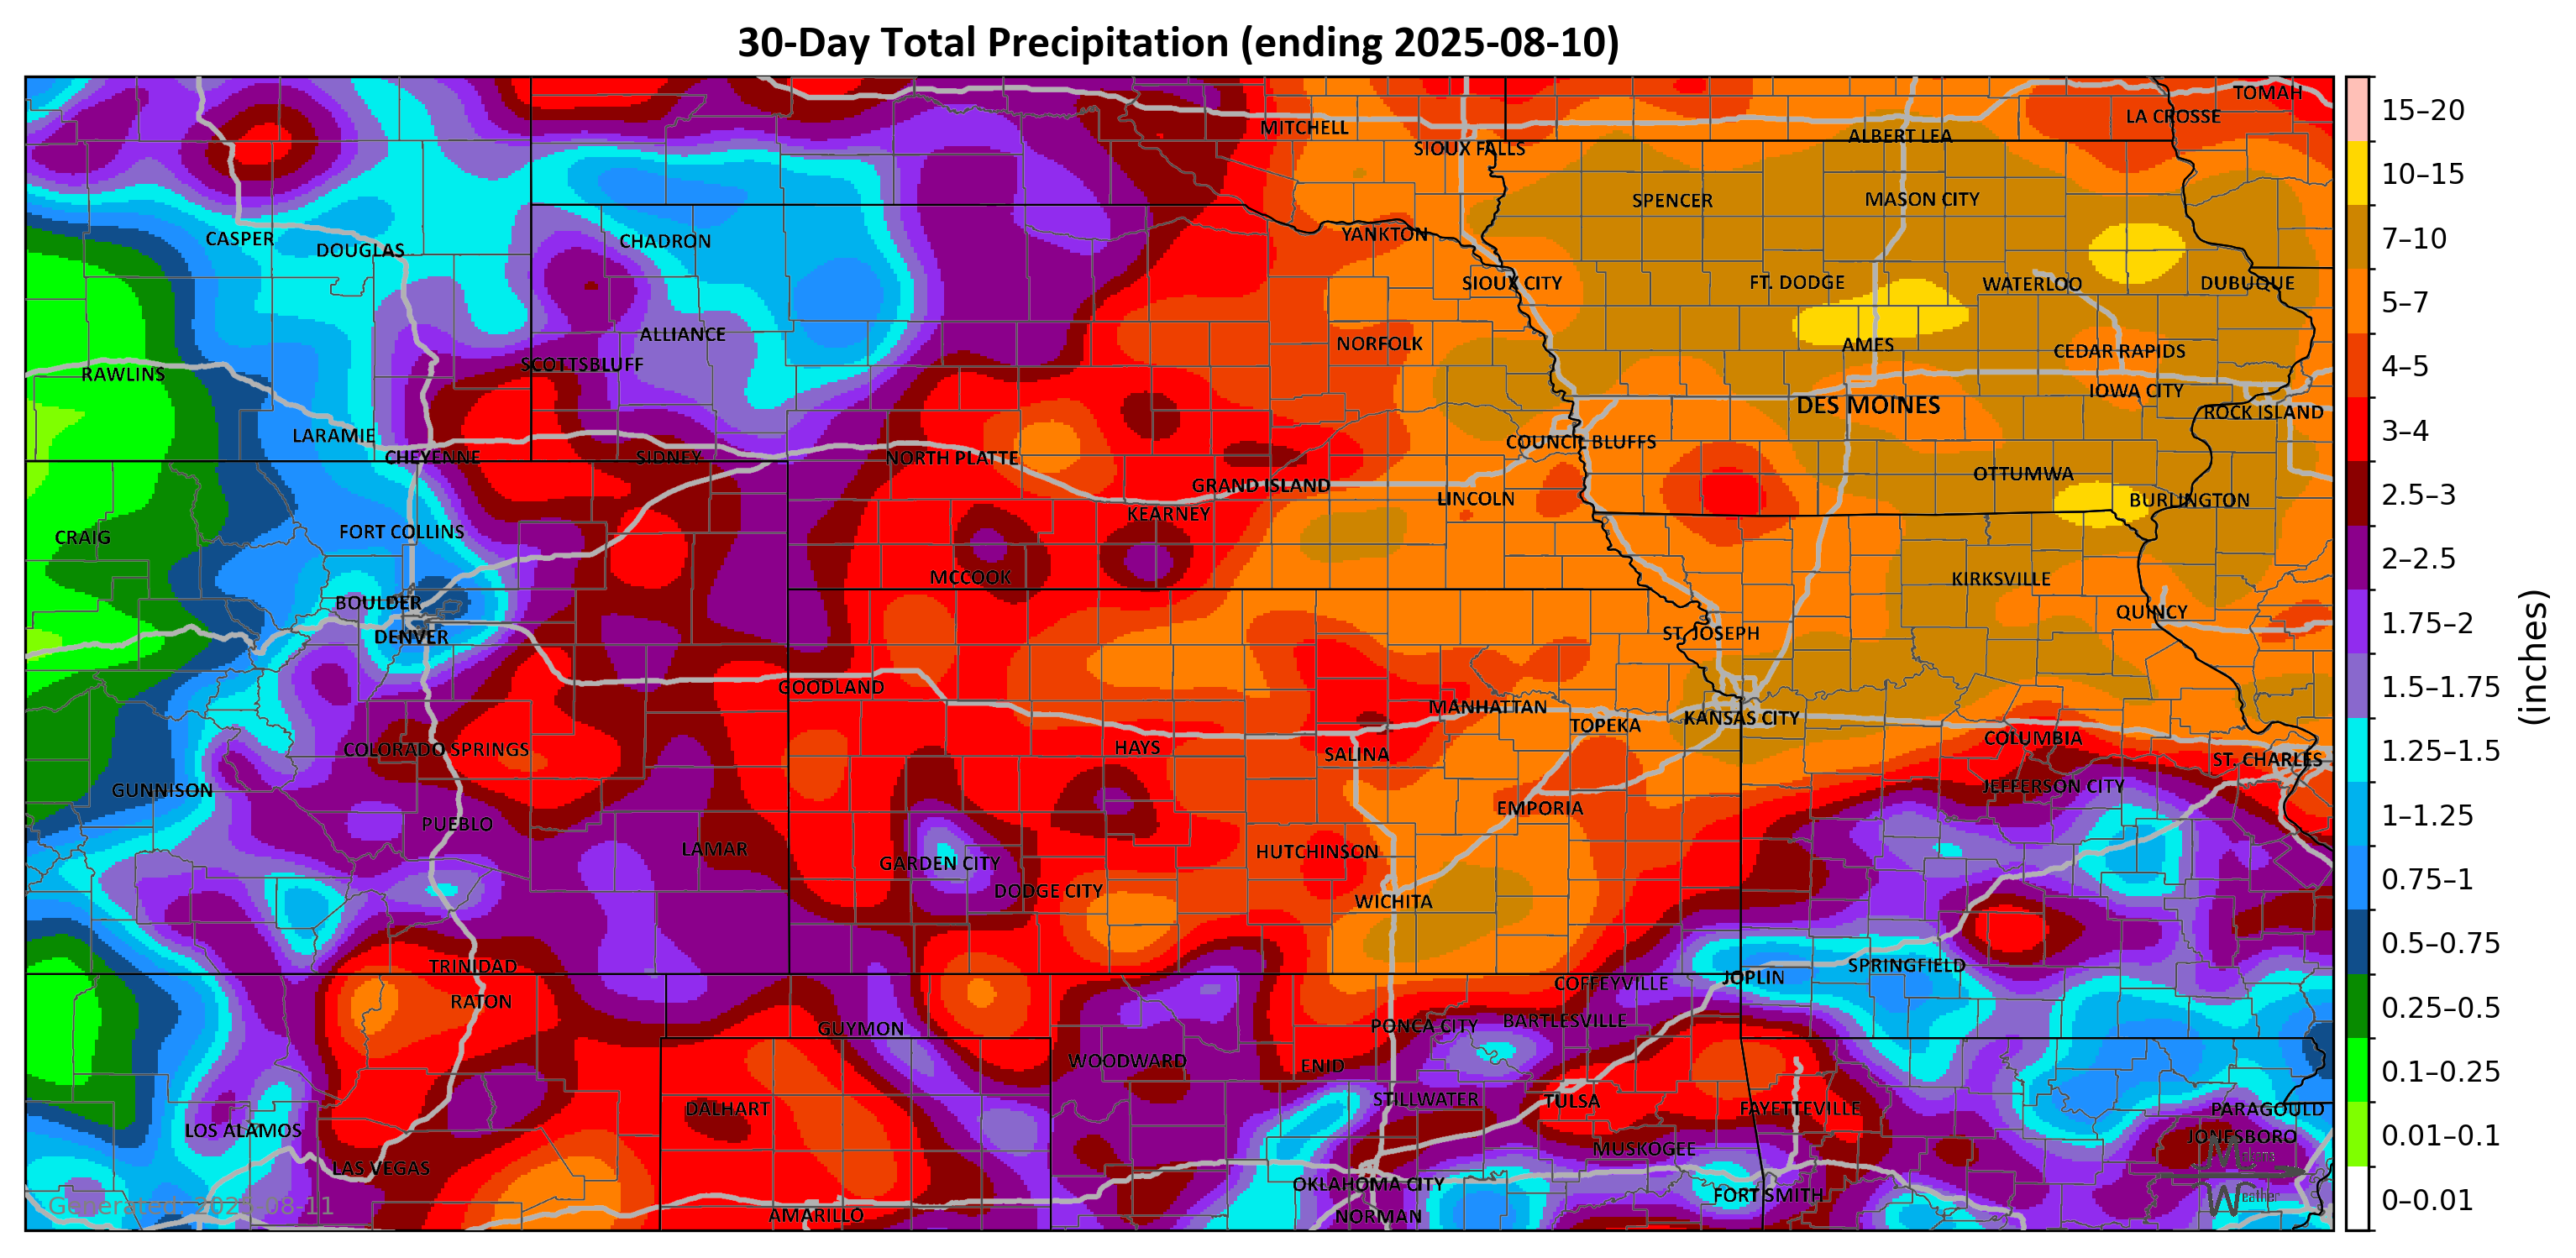 30-Day Total Precipitation (ending 2025-08-10)
TOMAH
LA CROSSE
MITCHELL
ALBERT LEA
SIOUX FALLS
SPENCER
MASON CITY
YANKTON
CASPER
CHADRON
DOUGLAS
SIOUX CITY
FT. DODGE
WATERLOO
DUBUQUE
ALLIANCE
NORFOLK
AMES
CEDAR RAPIDS
SCOTTSBLUFF
RAWLINS
IOWA CITY
DES MOINES
ROCK ISLAND
LARAMIE
COUNCIL BLUFFS
CHEYENNE
SIDNEY
NORTH PLATTE
OTTUMWA
GRAND ISLAND
LINCOLN
BURLINGTON
KEARNEY
FORT COLLINS
CRAIG
MCCOOK
KIRKSVILLE
BOULDER
QUINCY
DENVER
ST. JOSEPH
GOODLAND
MANHATTAN
KANSAS CITY
TOPEKA
COLUMBIA
COLORADO SPRINGS
HAYS
SALINA
ST. CHARLES
GUNNISON
JEFFERSON CITY
EMPORIA
PUEBLO
LAMAR
HUTCHINSON
GARDEN CITY
DODGE CITY
WICHITA
TRINIDAD
SPRINGFIELD
JOPLIN
COFFEYVILLE
RATON
BARTLESVILLE
GUYMON
PONCA CITY
WOODWARD
ENID
STILLWATER
TULSA
DALHART
FAYETTEVILLE
PARAGOULD
LOS ALAMOS
JONESBORO
MUSKOGEE
LAS VEGAS
OKLAHOMA CITY
FORT SMITH
AMARILLO
NORMAN
Generated: 2025-08-11
Weather
15–20
10–15
7–10
5–7
4–5
3–4
2.5–3
2–2.5
1.75–2
1.5–1.75
1.25–1.5
1–1.25
0.75–1
0.5–0.75
0.25–0.5
0.1–0.25
0.01–0.1
0–0.01
(inches)